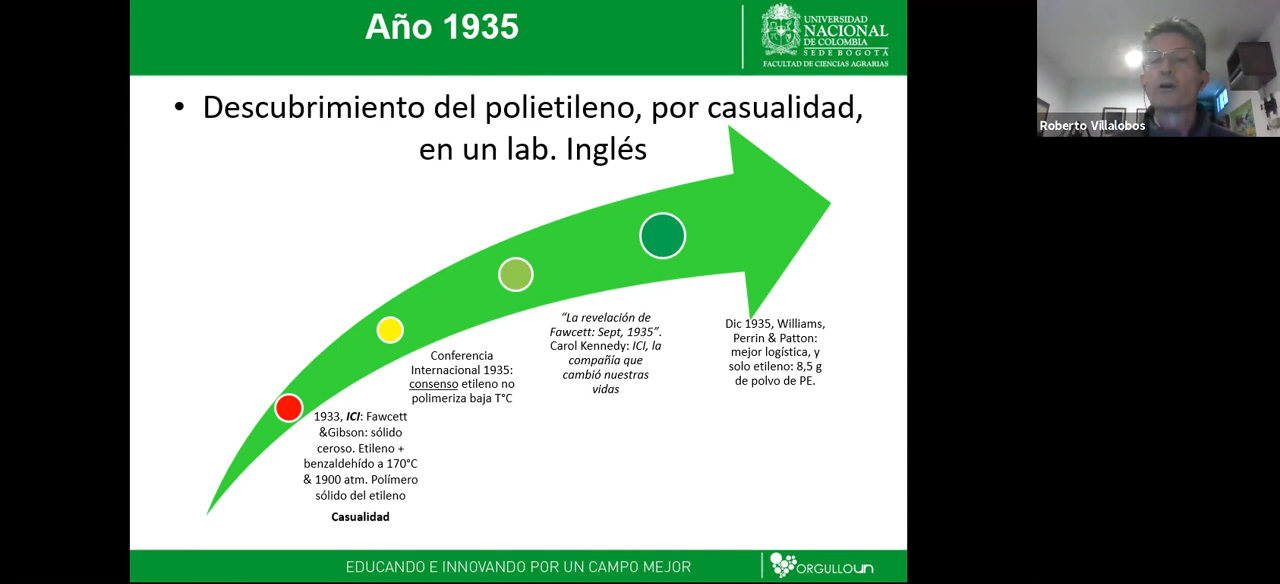 Año 1935
UNIVERSIDAD
NACIONAL
DE COLOMBIA
SEDE BOGOTÁ
FACULTAD DE CIENCIAS AGRARIAS
Roberto Villalobos
• Descubrimiento del polietileno, por casualidad,
en un lab. Inglés
1933, ICI: Fawcett
&Gibson: sólido
ceroso. Etileno +
benzaldehído a 170°C
& 1900 atm. Polímero
sólido del etileno
Casualidad
Conferencia
Internacional 1935:
consenso etileno no
polimeriza baja T°C
“La revelación de
Fawcett: Sept, 1935”.
Carol Kennedy: ICI, la
compañía que
cambió nuestras
vidas
Dic 1935, Williams,
Perrin & Patton:
mejor logística, y
solo etileno: 8,5 g
de polvo de PE.
EDUCANDO E INNOVANDO POR UN CAMPO MEJOR
ORGULLOUN